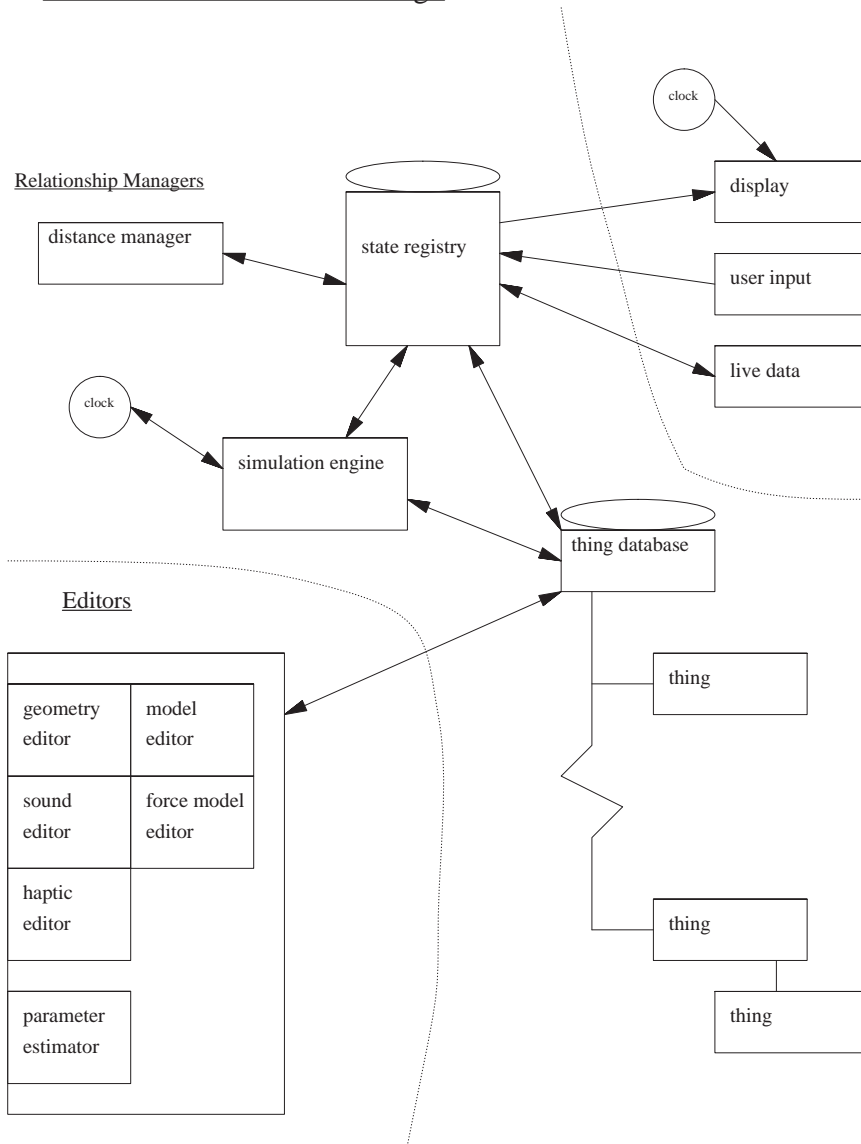 clock
Relationship Managers
display
distance manager
state registry
user input
live data
clock
simulation engine
thing database
Editors
thing
geometry
editor
model
editor
sound
editor
force model
editor
haptic
editor
thing
parameter
estimator
thing